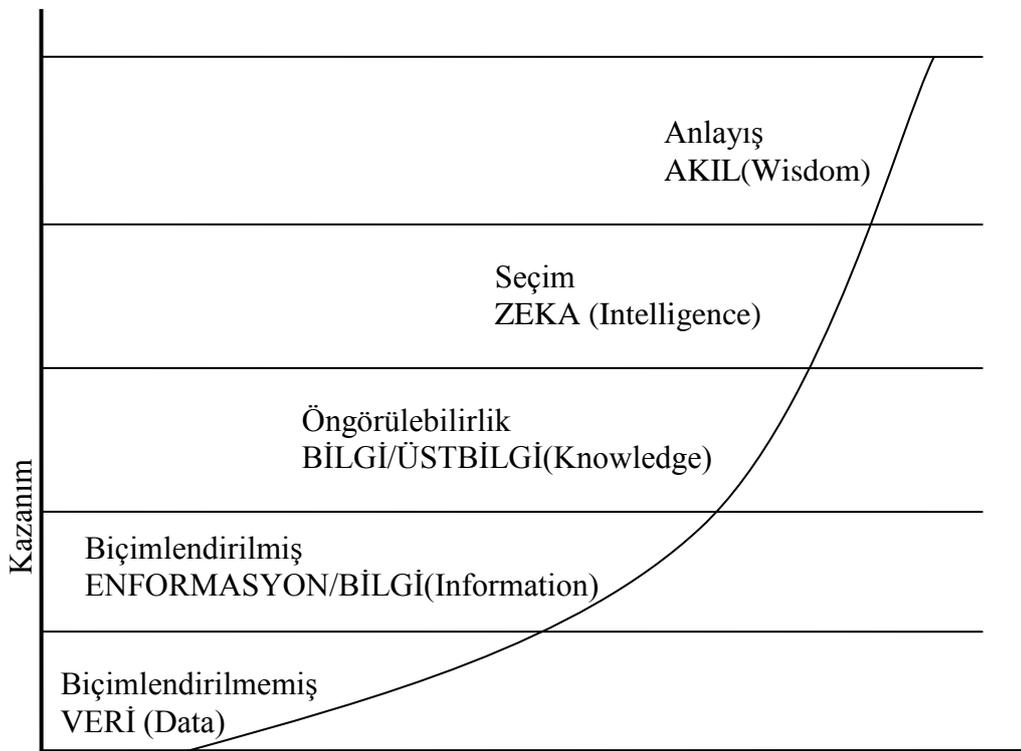 Anlayış
AKIL(Wisdom)
Seçim
ZEKA (Intelligence)
Öngörülebilirlik
BİLGİ/ÜSTBİLGİ(Knowledge)
Kazanım
Biçimlendirilmiş
ENFORMASYON/BİLGİ(Information)
Biçimlendirilmemiş
VERİ (Data)